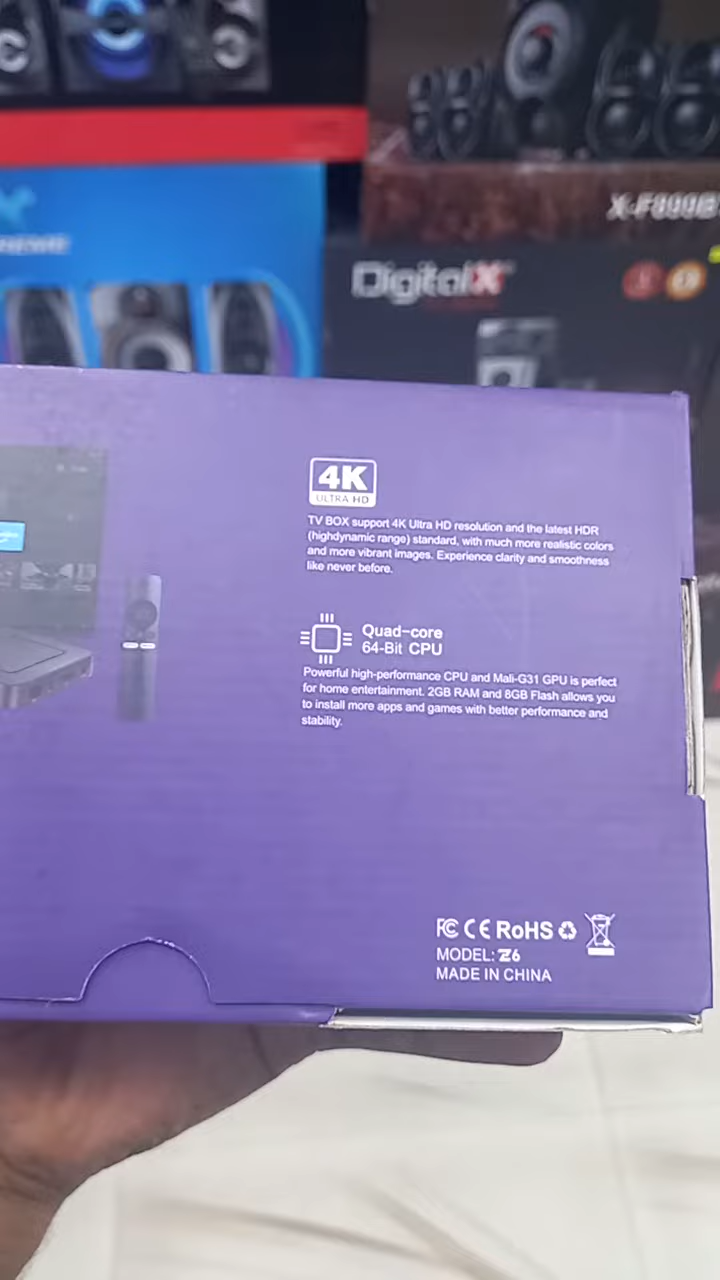 X-F899B
DigitalX
4K
ULTRA HD
TV BOX support 4K Ultra HD resolution and the latest HDR
(highdynamic range) standard, with much more realistic colors
and more vibrant images. Experience clarity and smoothness
like never before.
Quad-core
64-Bit CPU
Powerful high-performance CPU and Mali-G31 GPU is perfect
for home entertainment. 2GB RAM and 8GB Flash allows you
to install more apps and games with better performance and
stability.
FC CE RoHS
MODEL: Z6
MADE IN CHINA